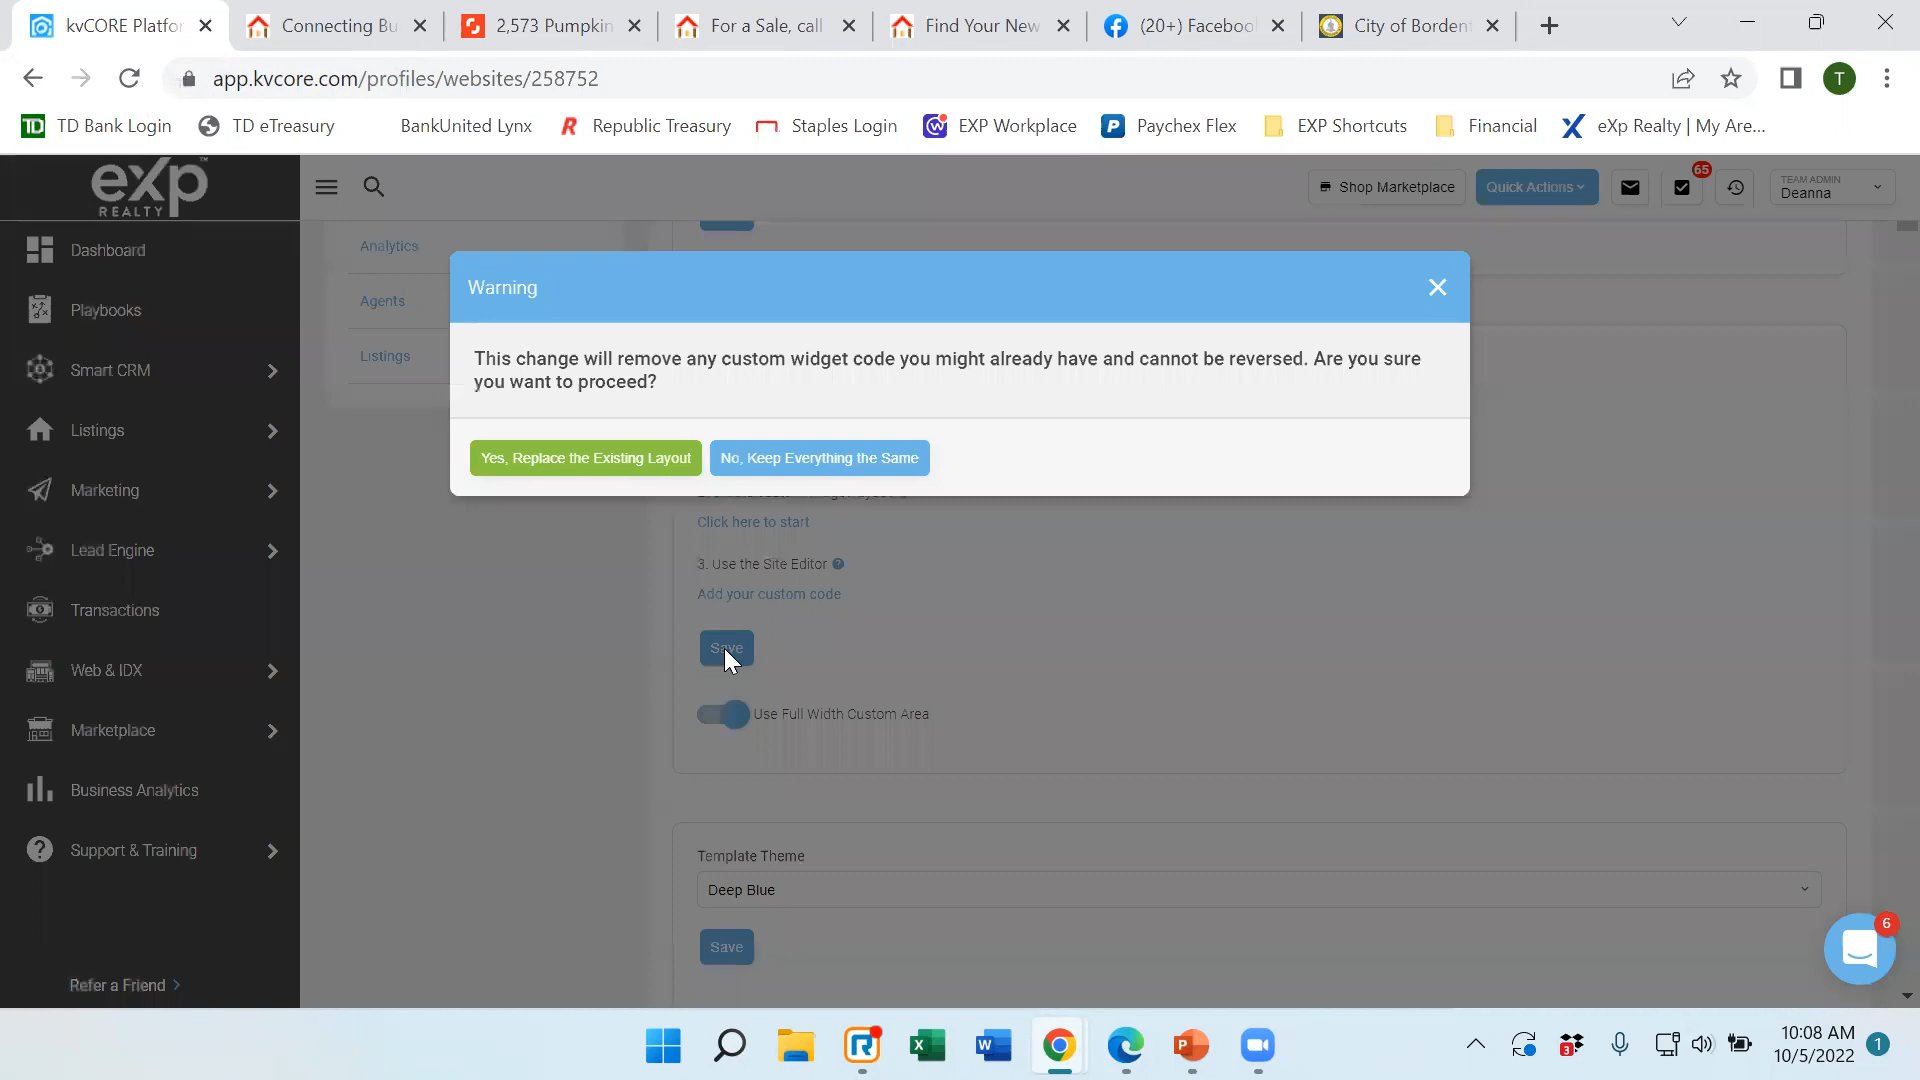 kvCORE Platfor
Connecting Bu
2,573 Pumpkin
For a Sale, call
Find Your New
(20+) Facebook
City of Bordent
app.kvcore.com/profiles/websites/258752
T
TD Bank Login
TD eTreasury
BankUnited Lynx
Republic Treasury
Staples Login
EXP Workplace
Paychex Flex
EXP Shortcuts
Financial
eXp Realty | My Are...
eXp™
REALTY
Shop Marketplace
Quick Actions
65
TEAM ADMIN
Deanna
Dashboard
Playbooks
Smart CRM
Listings
Marketing
Lead Engine
Transactions
Web & IDX
Marketplace
Business Analytics
Support & Training
Refer a Friend
Analytics
Agents
Listings
Warning
This change will remove any custom widget code you might already have and cannot be reversed. Are you sure
you want to proceed?
Yes, Replace the Existing Layout
No, Keep Everything the Same
Click here to start
3. Use the Site Editor
Add your custom code
Save
Use Full Width Custom Area
Template Theme
Deep Blue
Save
6
3
10:08 AM
10/5/2022
1